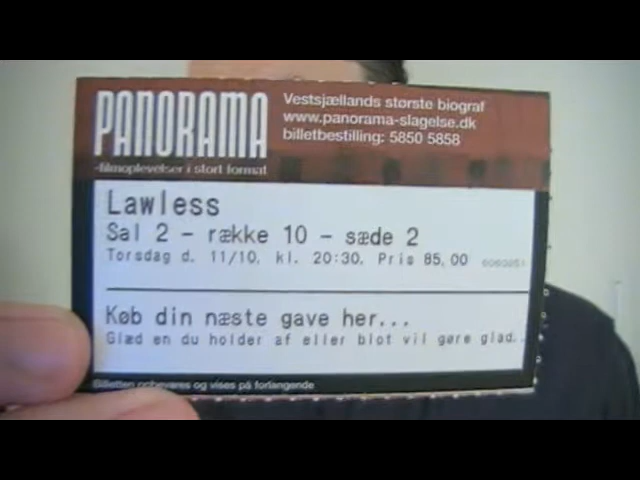 PANORAMA
-filmoplevelser i stort format
Vestsjællands største biograf
www.panorama-slagelse.dk
billetbestilling: 5850 5858
Lawless
Sal 2 - række 10 - sæde 2
Torsdag d. 11/10. kl. 20:30. Pris 85,00
Køb din næste gave her...
Glæd en du holder af eller blot vil gøre glad..
Billetten opbevares og vises på forlangende